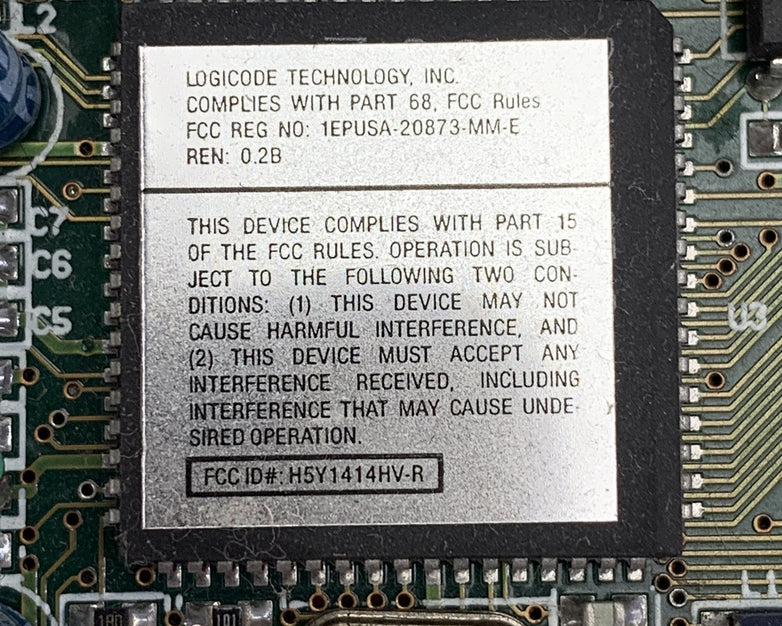 L2
LOGICODE TECHNOLOGY, INC.
COMPLIES WITH PART 68, FCC Rules
FCC REG NO: 1EPUSA-20873-MM-E
REN: 0.2B
THIS DEVICE COMPLIES WITH PART 15
OF THE FCC RULES. OPERATION IS SUB-
JECT TO THE FOLLOWING TWO CON-
DITIONS: (1) THIS DEVICE MAY NOT
CAUSE HARMFUL INTERFERENCE, AND
(2) THIS DEVICE MUST ACCEPT ANY
INTERFERENCE RECEIVED, INCLUDING
INTERFERENCE THAT MAY CAUSE UNDE-
SIRED OPERATION.
FCC ID#: H5Y1414HV-R
C7
C6
C5
U3
180
101